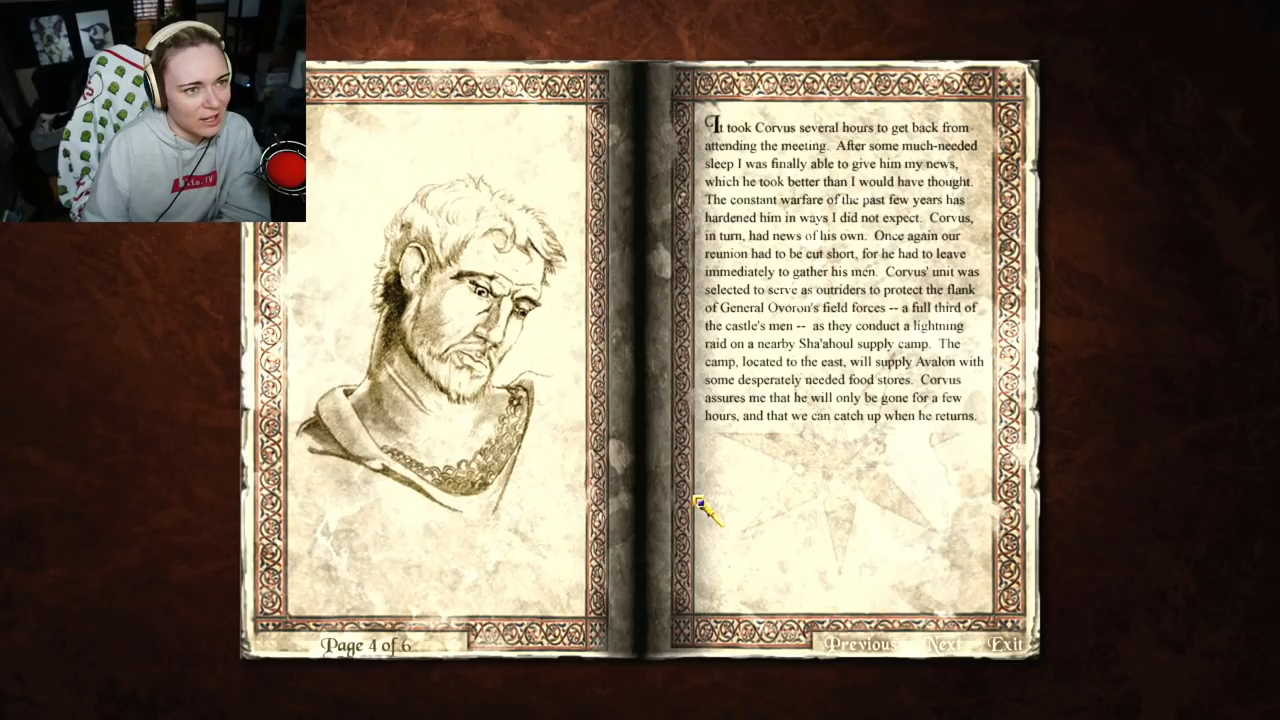 It took Corvus several hours to get back from
attending the meeting. After some much-needed
sleep I was finally able to give him my news,
which he took better than I would have thought.
The constant warfare of the past few years has
hardened him in ways I did not expect. Corvus,
in turn, had news of his own. Once again our
reunion had to be cut short, for he had to leave
immediately to gather his men. Corvus' unit was
selected to serve as outriders to protect the flank
of General Ovoron's field forces -- a full third of
the castle's men -- as they conduct a lightning
raid on a nearby Sha'ahoul supply camp. The
camp, located to the east, will supply Avalon with
some desperately needed food stores. Corvus
assures me that he will only be gone for a few
hours, and that we can catch up when he returns.
Page 4 of 6
Previous Next Exit